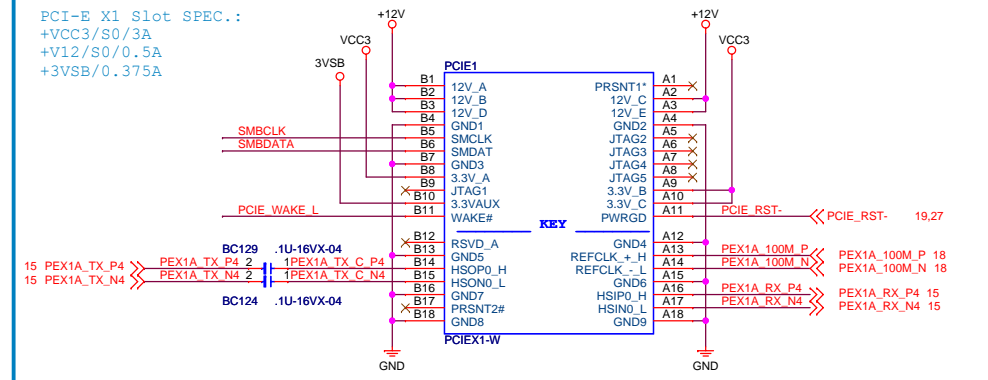 PCI-E X1 Slot SPEC.:
+VCC3/S0/3A
+V12/S0/0.5A
+3VSB/0.375A
+12V
VCC3
3VSB
+12V
VCC3
PCIE1
B1 12V_A PRSNT1* A1
B2 12V_B 12V_C A2
B3 12V_D 12V_E A3
B4 GND1 GND2 A4
SMBCLK B5 SMCLK JTAG2 A5
SMBDATA B6 SMDAT JTAG3 A6
B7 GND3 JTAG4 A7
B8 3.3V_A JTAG5 A8
B9 JTAG1 3.3V_B A9
B10 3.3VAUX 3.3V_C A10
PCIE_WAKE_L B11 WAKE# PWRGD A11 PCIE_RST- PCIE_RST- 19,27
KEY
B12 RSVD_A GND4 A12
BC129 .1U-16VX-04 B13 GND5 REFCLK_+_H A13 PEX1A_100M_P PEX1A_100M_P 18
15 PEX1A_TX_P4 PEX1A_TX_P4 2 1 PEX1A_TX_C_P4 B14 HSOP0_H REFCLK_-_L A14 PEX1A_100M_N PEX1A_100M_N 18
15 PEX1A_TX_N4 PEX1A_TX_N4 2 1 PEX1A_TX_C_N4 B15 HSON0_L GND6 A15
B16 GND7 HSIP0_H A16 PEX1A_RX_P4 PEX1A_RX_P4 15
BC124 .1U-16VX-04 B17 PRSNT2# HSIN0_L A17 PEX1A_RX_N4 PEX1A_RX_N4 15
B18 GND8 GND9 A18
PCIEX1-W
GND
GND